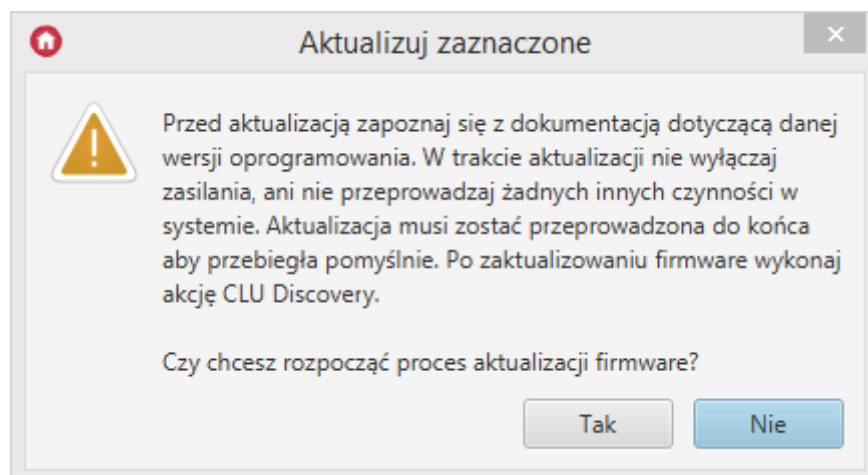 Aktualizuj zaznaczone
Przed aktualizacją zapoznaj się z dokumentacją dotyczącą danej
wersji oprogramowania. W trakcie aktualizacji nie wyłączaj
zasilania, ani nie przeprowadzaj żadnych innych czynności w
systemie. Aktualizacja musi zostać przeprowadzona do końca
aby przebiegła pomyślnie. Po zaktualizowaniu firmware wykonaj
akcję CLU Discovery.
Czy chcesz rozpocząć proces aktualizacji firmware?
Tak Nie